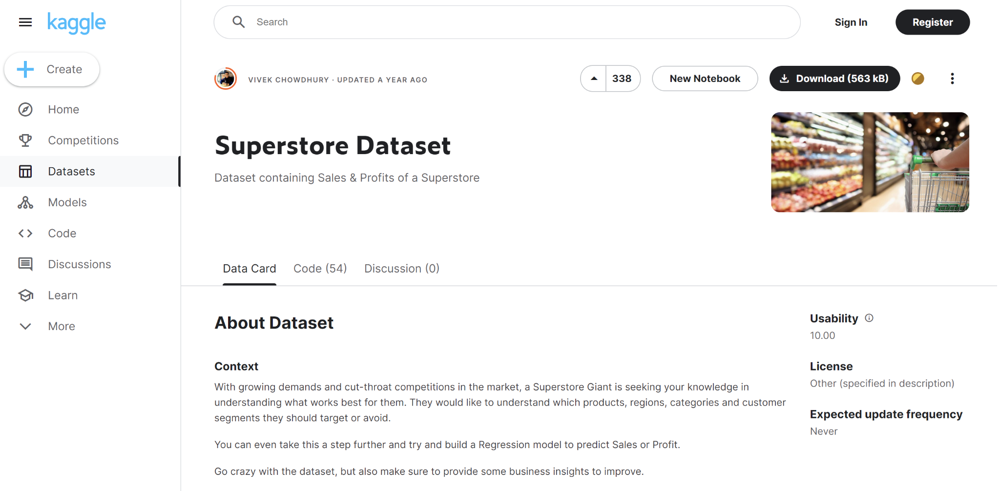 kaggle
Search
Sign In
Register
Create
Home
Competitions
Datasets
Models
Code
Discussions
Learn
More
VIVEK CHOWDHURY · UPDATED A YEAR AGO
338
New Notebook
Download (563 kB)
Superstore Dataset
Dataset containing Sales & Profits of a Superstore
Data Card
Code (54)
Discussion (0)
About Dataset
Context
With growing demands and cut-throat competitions in the market, a Superstore Giant is seeking your knowledge in
understanding what works best for them. They would like to understand which products, regions, categories and customer
segments they should target or avoid.
You can even take this a step further and try and build a Regression model to predict Sales or Profit.
Go crazy with the dataset, but also make sure to provide some business insights to improve.
Usability
10.00
License
Other (specified in description)
Expected update frequency
Never